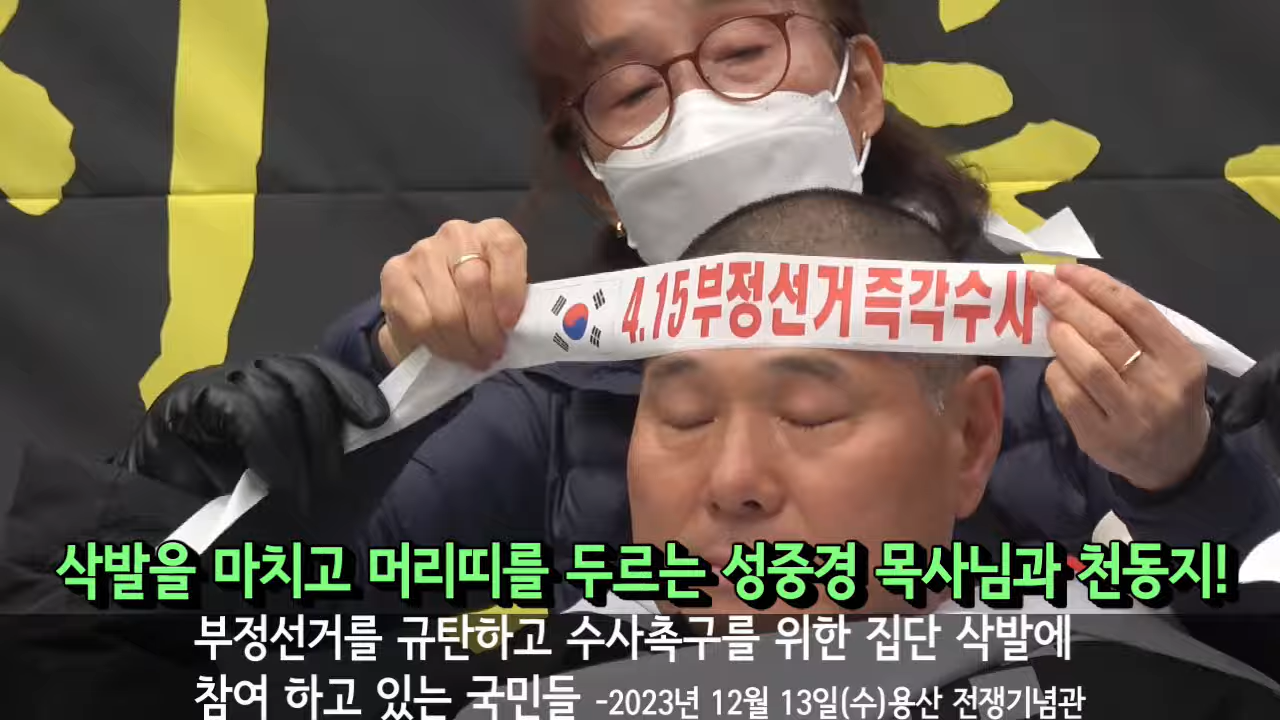 4.15부정선거 즉각수사
삭발을 마치고 머리띠를 두르는 성중경 목사님과 천동지!
부정선거를 규탄하고 수사촉구를 위한 집단 삭발에
참여 하고 있는 국민들 -2023년 12월 13일(수)용산 전쟁기념관